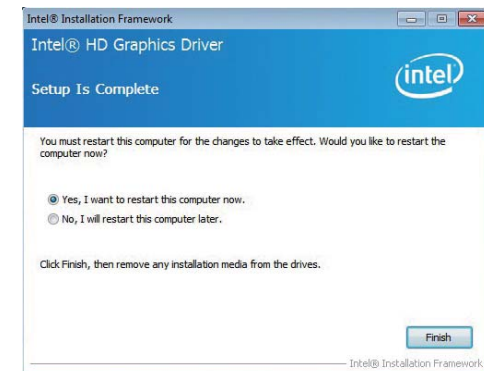 Intel® Installation Framework
Intel® HD Graphics Driver
Setup Is Complete
intel
You must restart this computer for the changes to take effect. Would you like to restart the
computer now?
Yes, I want to restart this computer now.
No, I will restart this computer later.
Click Finish, then remove any installation media from the drives.
Finish
Intel® Installation Framework